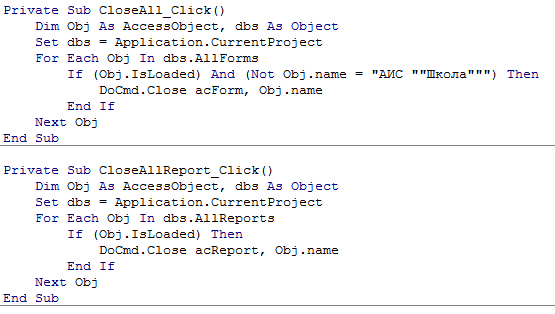 Private Sub CloseAll_Click()
    Dim Obj As AccessObject, dbs As Object
    Set dbs = Application.CurrentProject
    For Each Obj In dbs.AllForms
        If (Obj.IsLoaded) And (Not Obj.name = "АИС ""Школа""") Then
            DoCmd.Close acForm, Obj.name
        End If
    Next Obj
End Sub
Private Sub CloseAllReport_Click()
    Dim Obj As AccessObject, dbs As Object
    Set dbs = Application.CurrentProject
    For Each Obj In dbs.AllReports
        If (Obj.IsLoaded) Then
            DoCmd.Close acReport, Obj.name
        End If
    Next Obj
End Sub